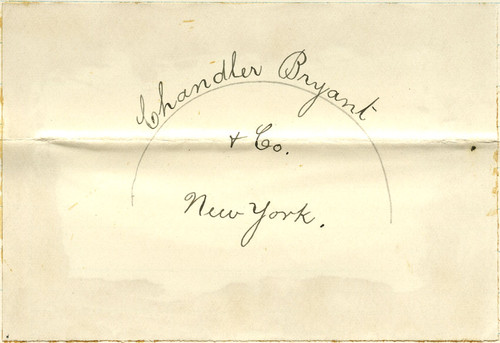 Chandler Bryant
& Co.
New York.